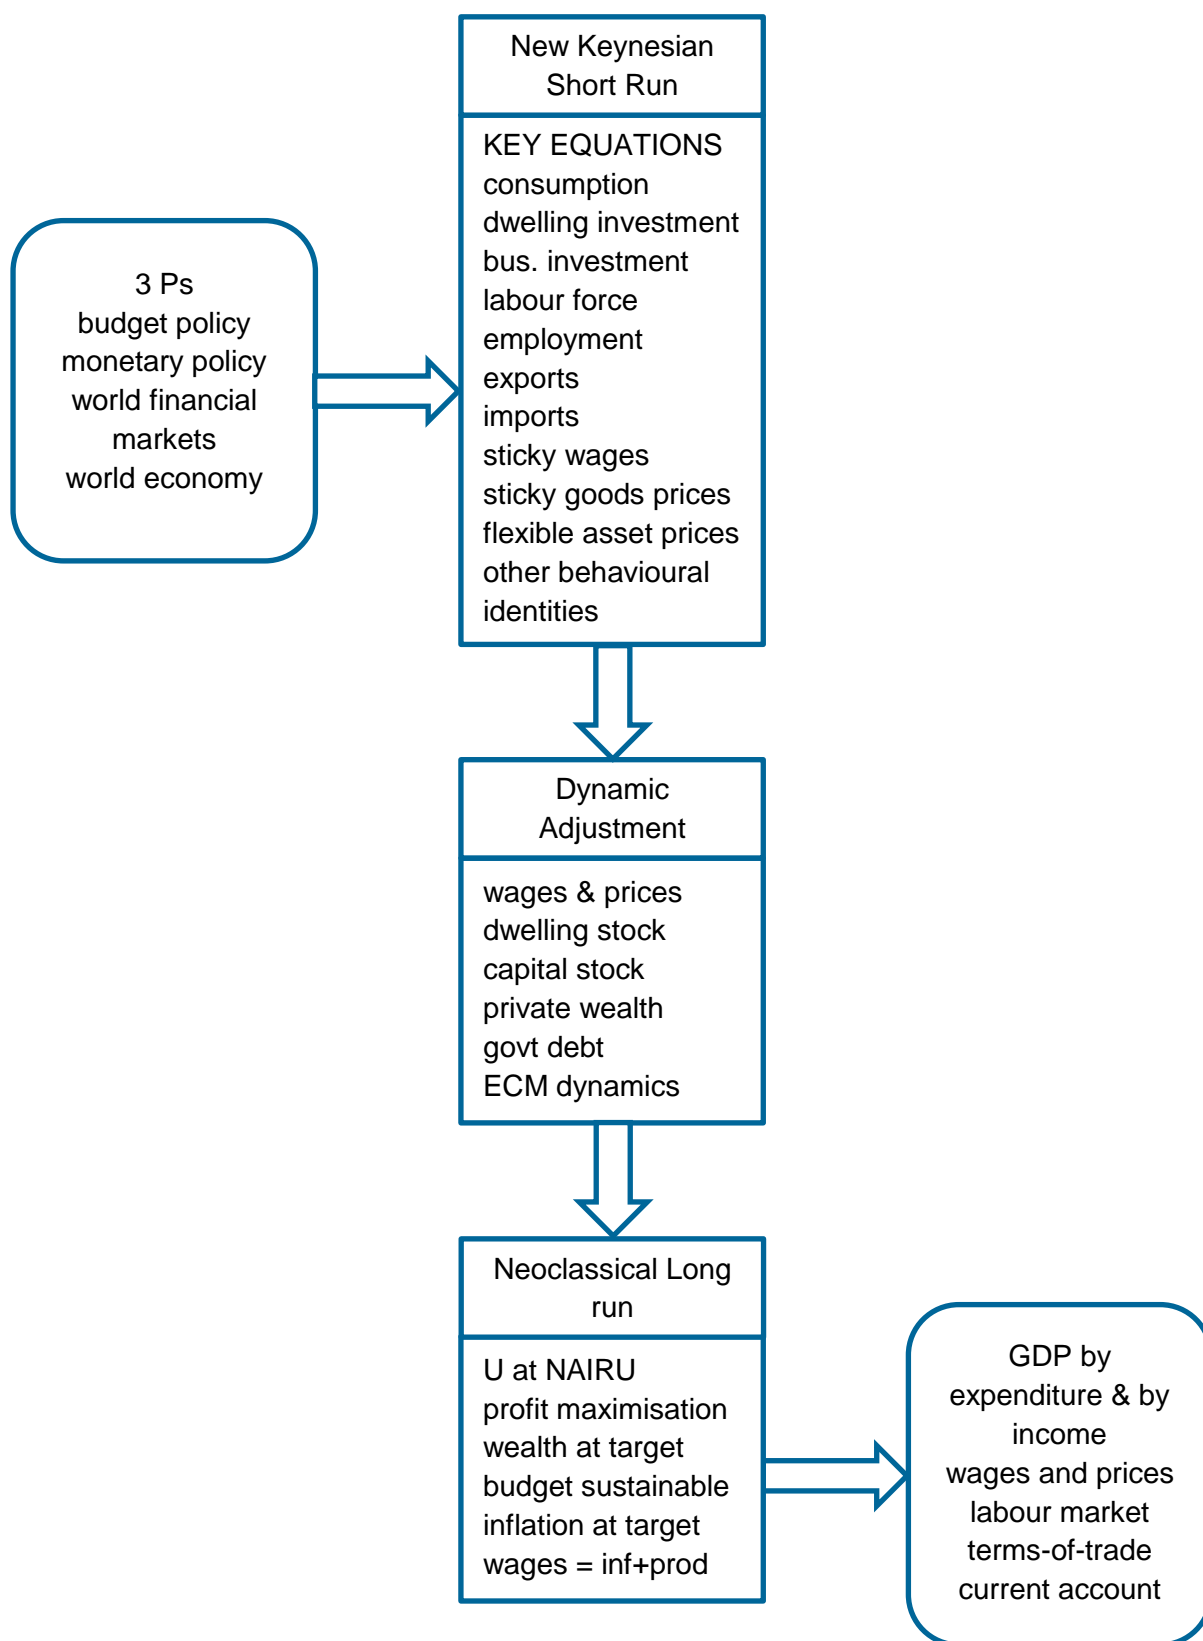 New Keynesian
Short Run
KEY EQUATIONS
consumption
dwelling investment
bus. investment
labour force
employment
exports
imports
sticky wages
sticky goods prices
flexible asset prices
other behavioural
identities
3 Ps
budget policy
monetary policy
world financial
markets
world economy
Dynamic
Adjustment
wages & prices
dwelling stock
capital stock
private wealth
govt debt
ECM dynamics
Neoclassical Long
run
U at NAIRU
profit maximisation
wealth at target
budget sustainable
inflation at target
wages = inf+prod
GDP by
expenditure & by
income
wages and prices
labour market
terms-of-trade
current account